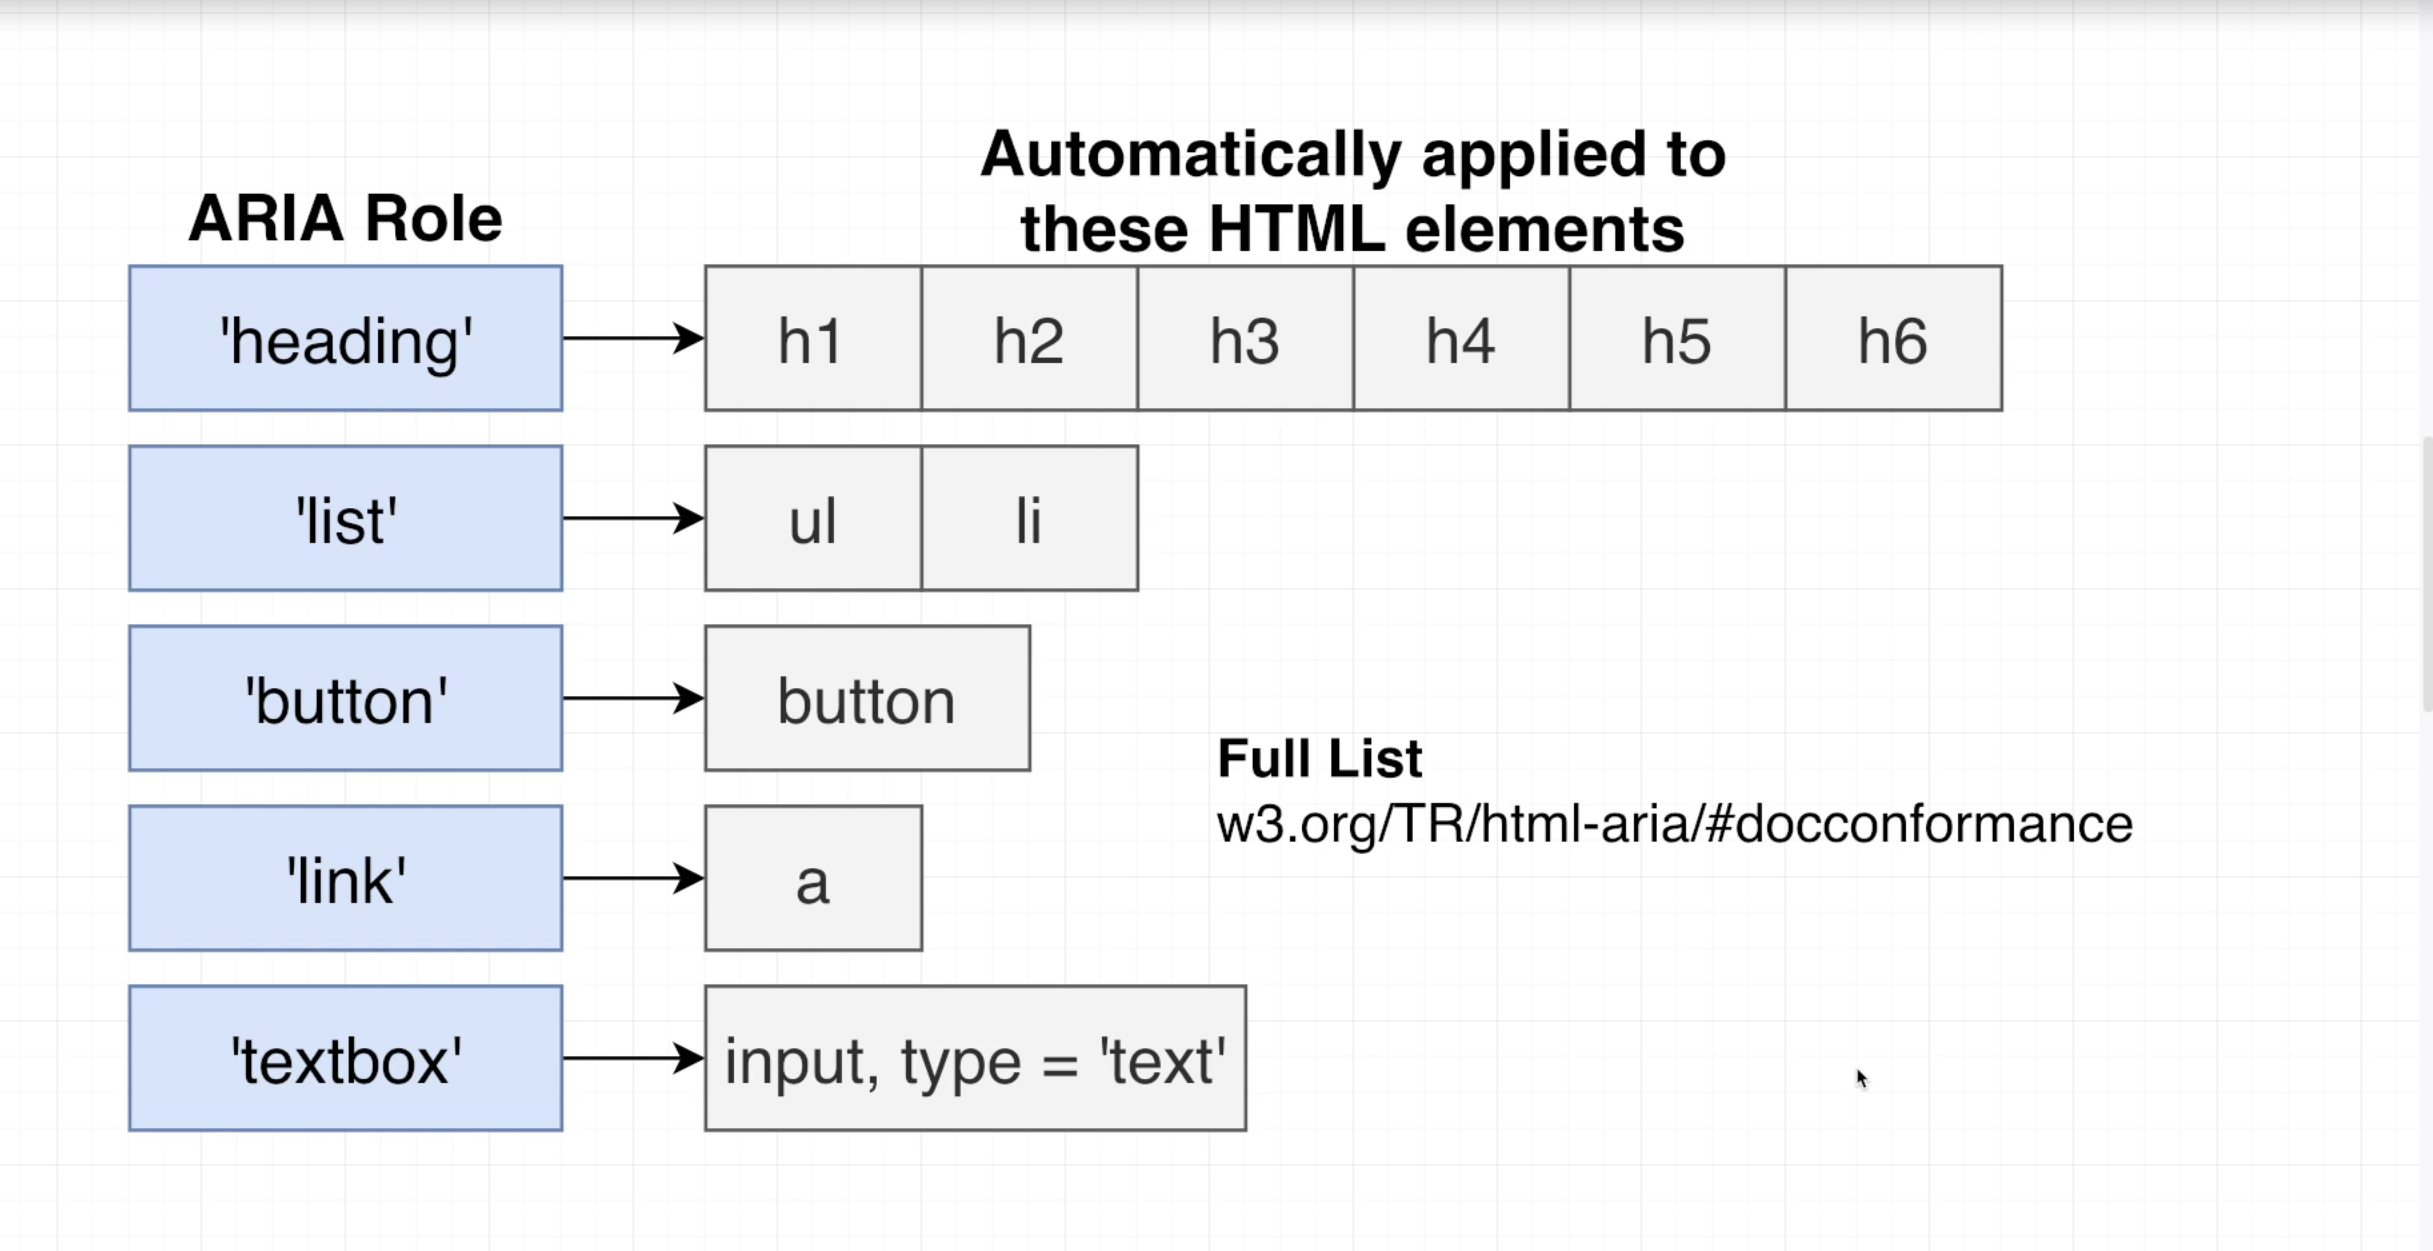 Automatically applied to
these HTML elements
ARIA Role
'heading'
h1
h2
h3
h4
h5
h6
'list'
ul
li
'button'
button
'link'
a
'textbox'
input, type = 'text'
Full List
w3.org/TR/html-aria/#docconformance